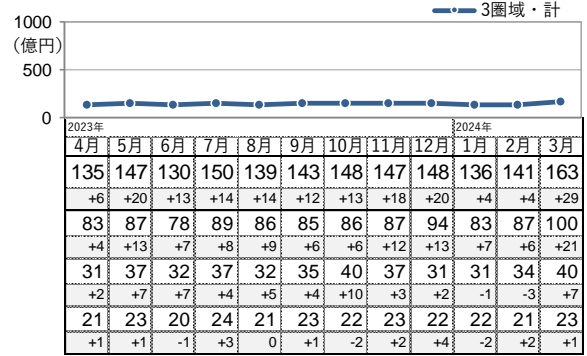 3圏域・計
1000
(億円)
500
0
2023年 2024年
4月 5月 6月 7月 8月 9月 10月 11月 12月 1月 2月 3月
135 147 130 150 139 143 148 147 148 136 141 163
+6 +20 +13 +14 +14 +12 +13 +18 +20 +4 +4 +29
83 87 78 89 86 85 86 87 94 83 87 100
+4 +13 +7 +8 +9 +6 +6 +12 +13 +7 +6 +21
31 37 32 37 32 35 40 37 31 31 34 40
+2 +7 +7 +4 +5 +4 +10 +3 +2 -1 -3 +7
21 23 20 24 21 23 22 23 22 22 21 23
+1 +1 -1 +3 0 +1 -2 +2 +4 -2 +2 +1